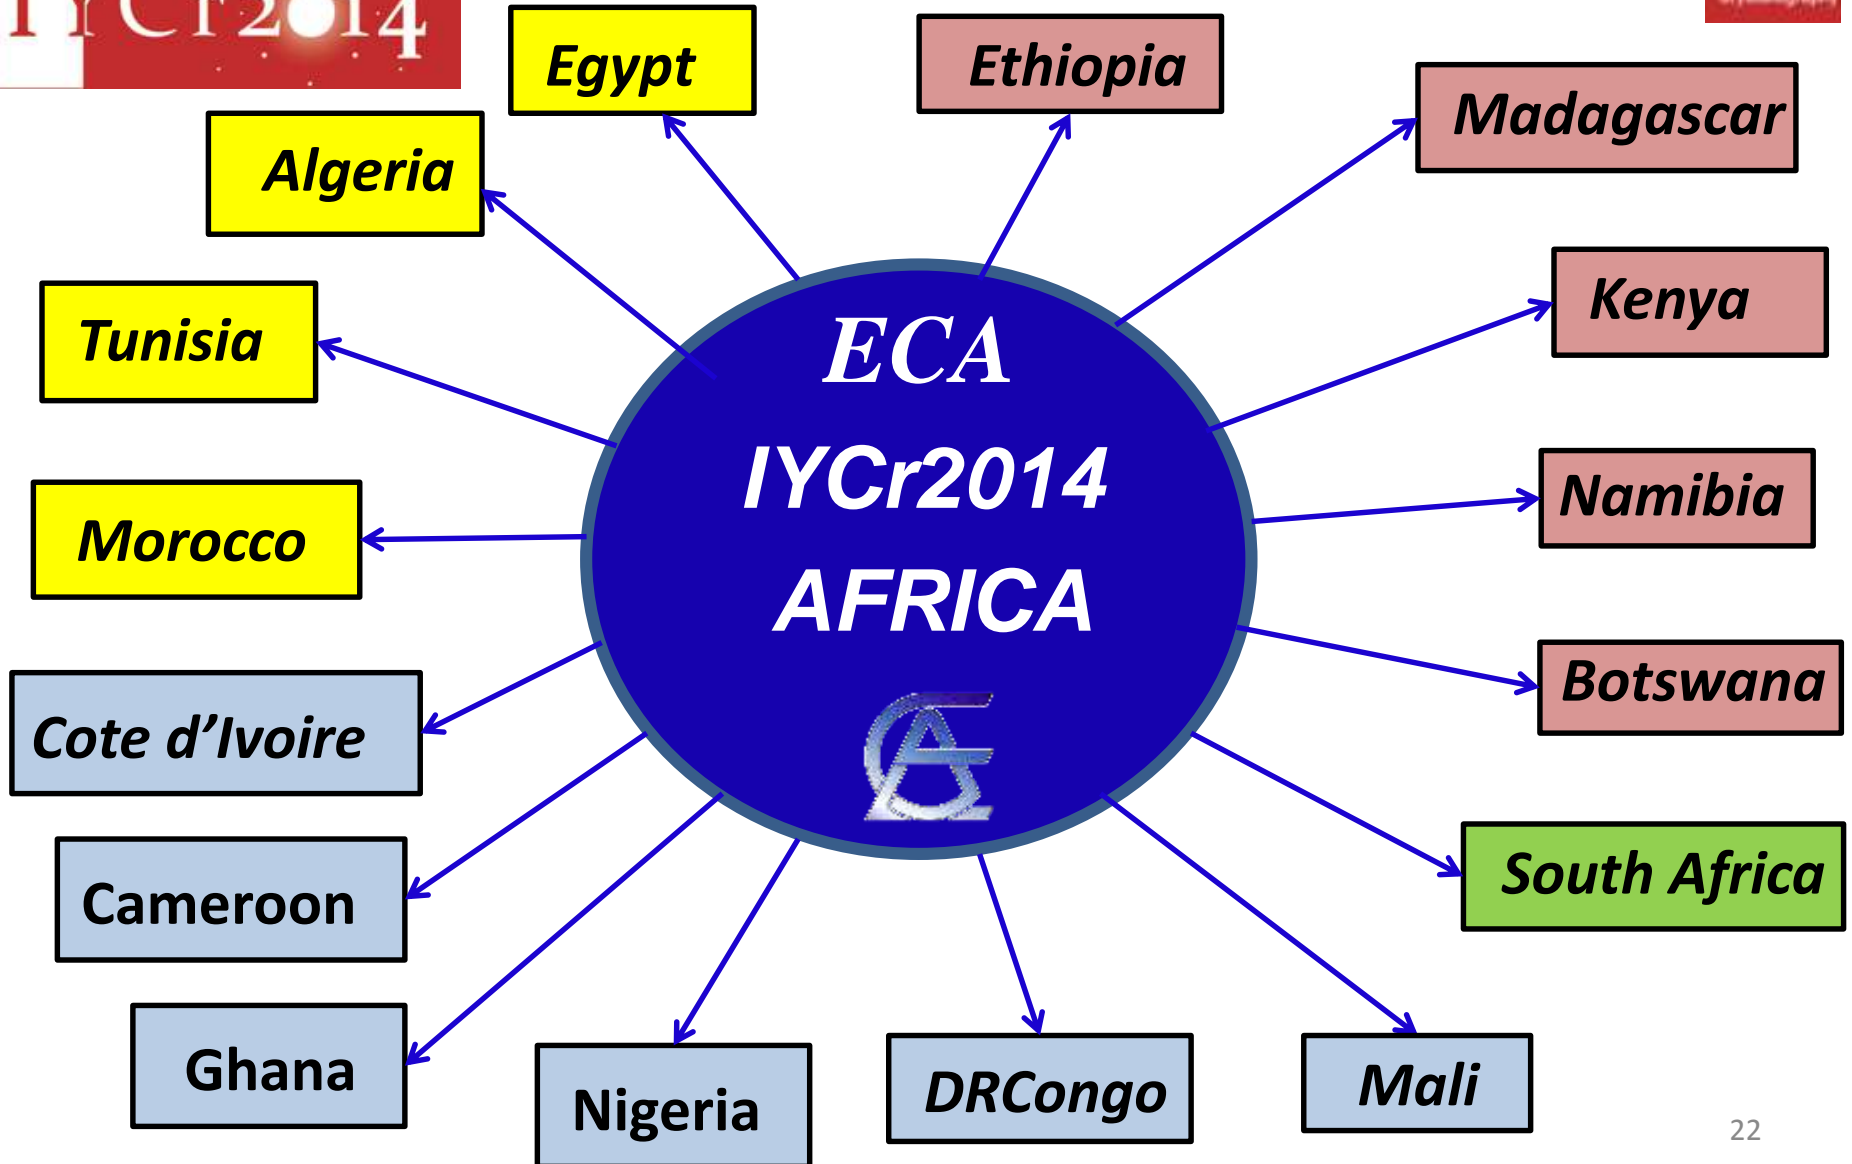 IYCr2014
Egypt
Ethiopia
Madagascar
Algeria
Kenya
Tunisia
ECA
IYCr2014
AFRICA
Namibia
Morocco
Botswana
Cote d’Ivoire
South Africa
Cameroon
Ghana
Nigeria
DRCongo
Mali
22